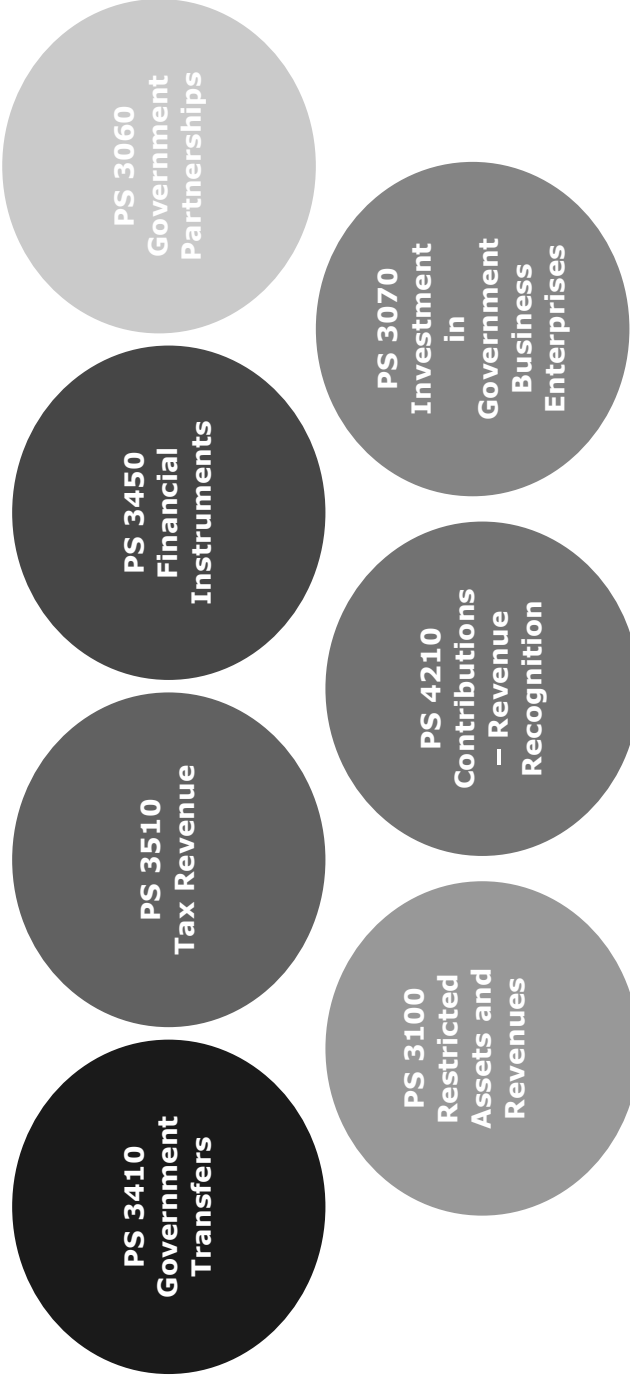 PS 3410
Government
Transfers
PS 3510
Tax Revenue
PS 3450
Financial
Instruments
PS 3060
Government
Partnerships
PS 3100
Restricted
Assets and
Revenues
PS 4210
Contributions
– Revenue
Recognition
PS 3070
Investment
in
Government
Business
Enterprises